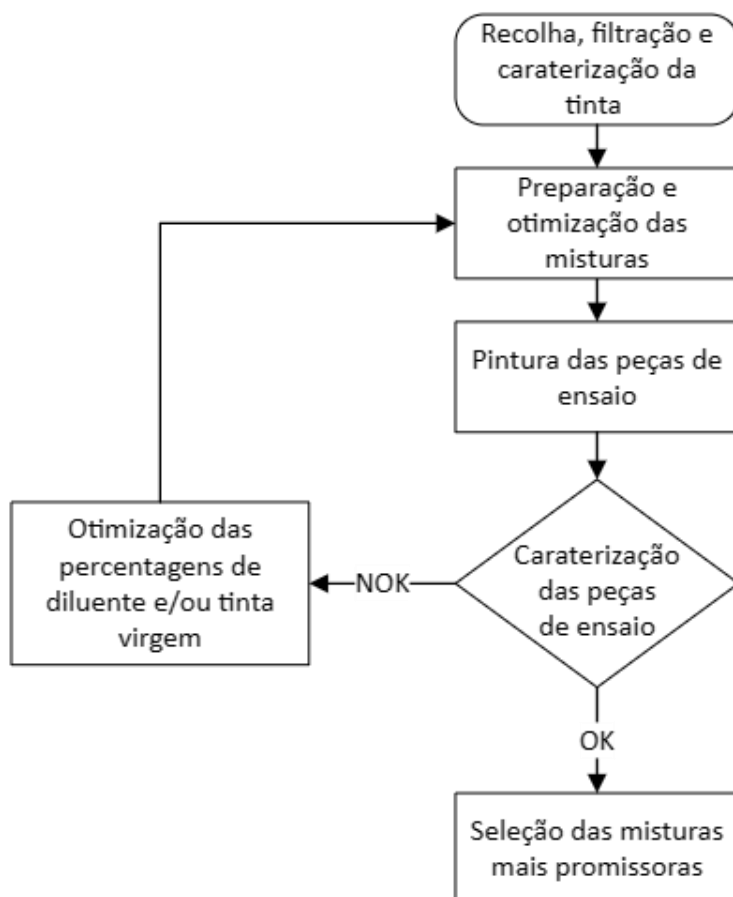 Recolha, filtração e
caraterização da
tinta
Preparação e
otimização das
misturas
Pintura das peças de
ensaio
Caraterização
das peças
de ensaio
NOK
Otimização das
percentagens de
diluente e/ou tinta
virgem
OK
Seleção das misturas
mais promissoras